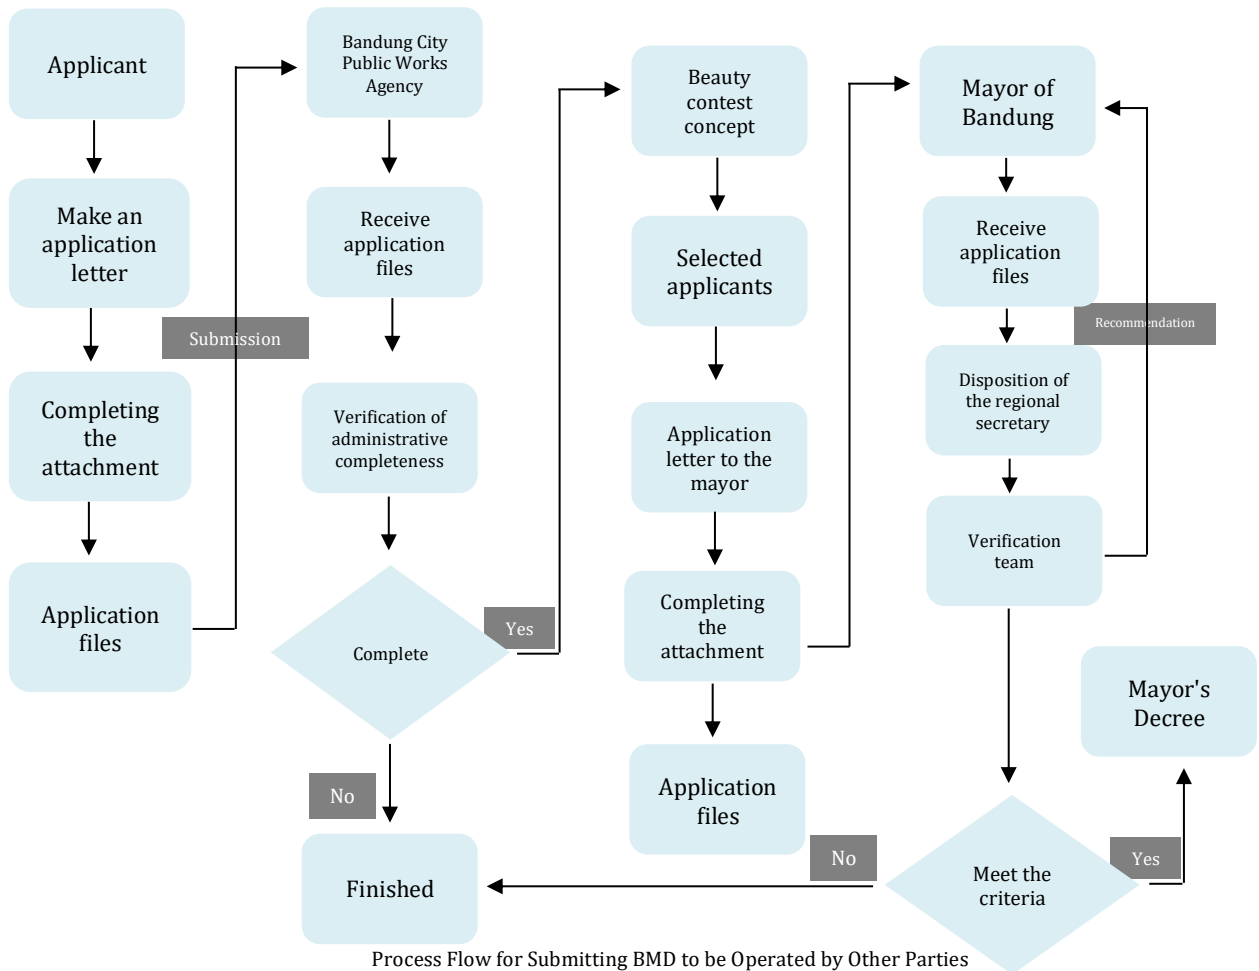 Applicant
Make an
application
letter
Submission
Completing
the
attachment
Application
files
Bandung City
Public Works
Agency
Receive
application
files
Verification of
administrative
completeness
Complete
Yes
No
Finished
Beauty
contest
concept
Selected
applicants
Application
letter to the
mayor
Completing
the
attachment
Application
files
Mayor of
Bandung
Receive
application
files
Recommendation
Disposition of
the regional
secretary
Verification
team
Meet the
criteria
No
Yes
Mayor's
Decree
Process Flow for Submitting BMD to be Operated by Other Parties